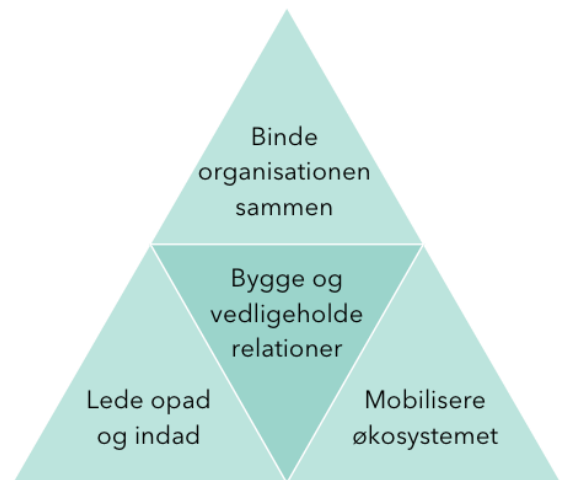 Binde
organisationen
sammen
Bygge og
vedligeholde
relationer
Lede opad
og indad
Mobilisere
økosystemet